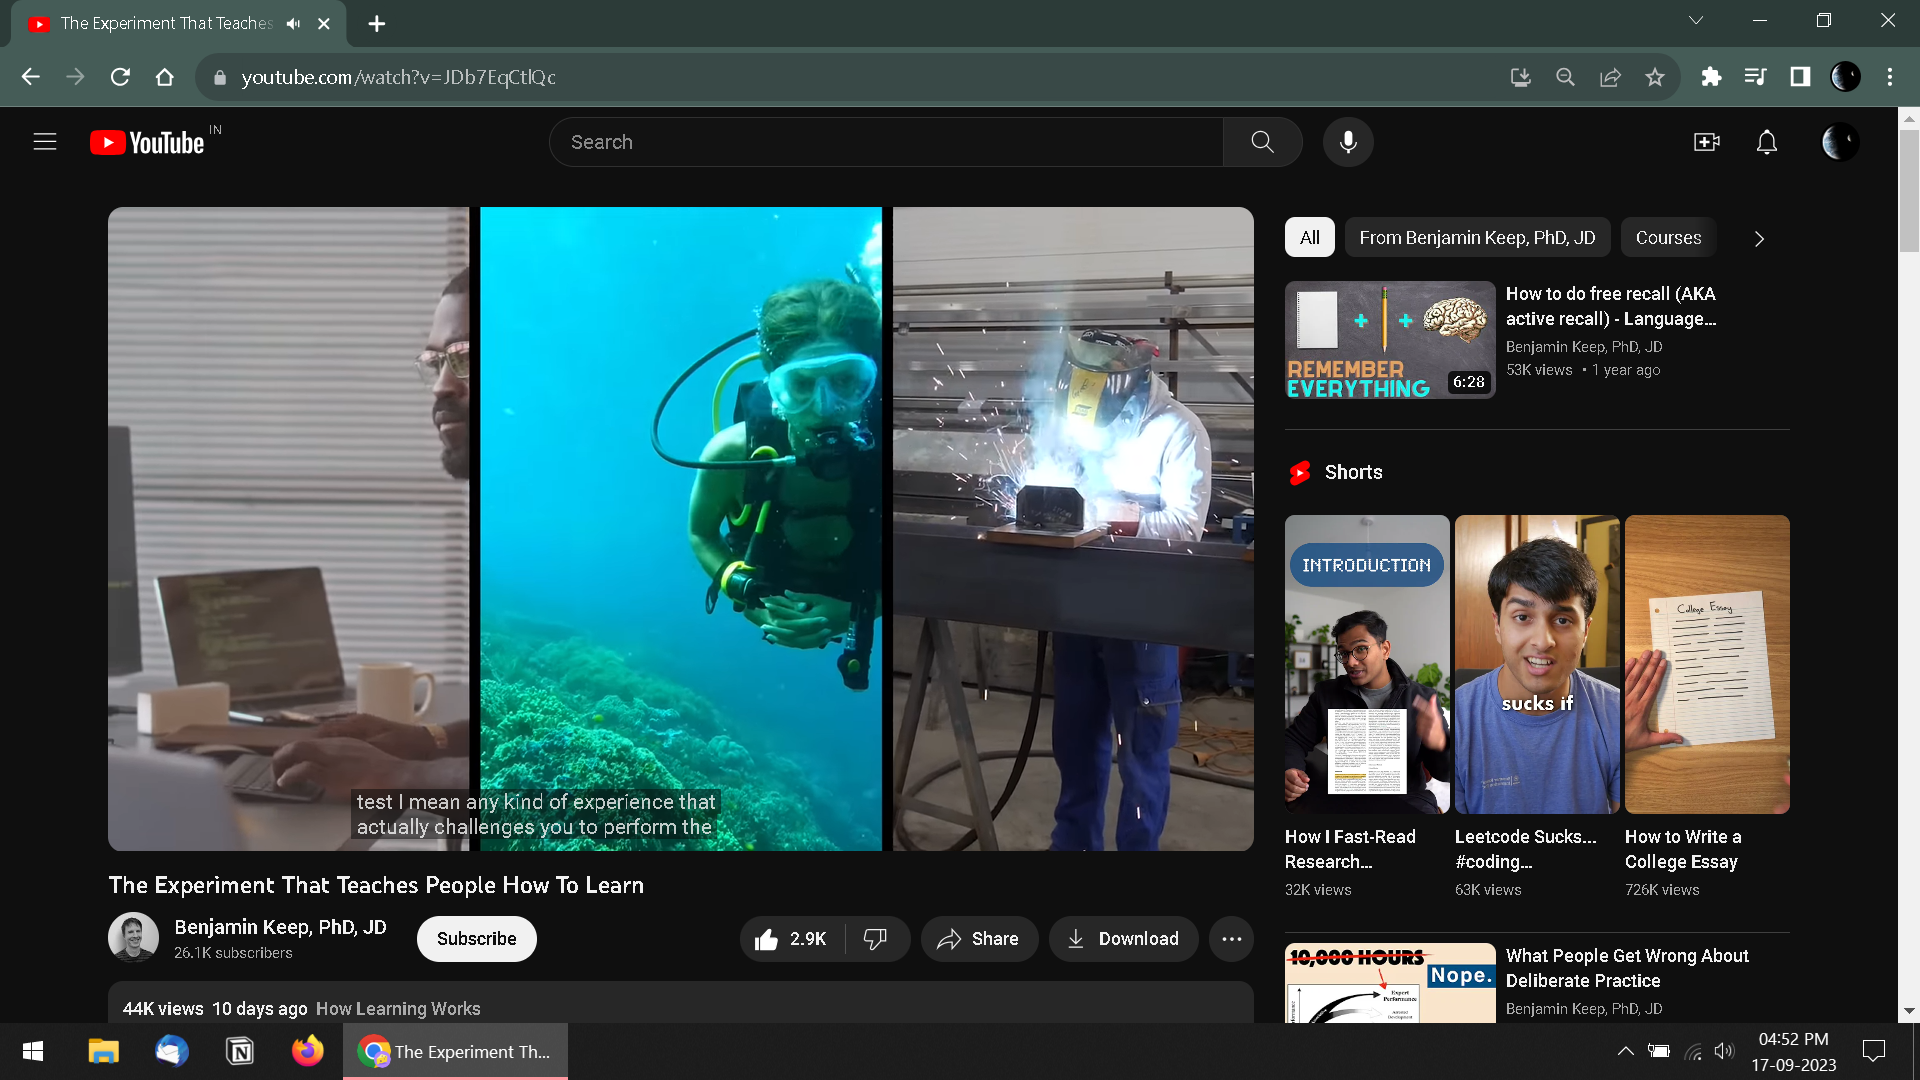 The Experiment That Teaches
youtube.com/watch?v=JDb7EqCtlQc
YouTube IN
Search
All
From Benjamin Keep, PhD, JD
Courses
REMEMBER
EVERYTHING
6:28
How to do free recall (AKA
active recall) - Language...
Benjamin Keep, PhD, JD
53K views • 1 year ago
Shorts
INTRODUCTION
sucks if
College Essay
How I Fast-Read
Research...
32K views
Leetcode Sucks...
#coding...
63K views
How to Write a
College Essay
726K views
test I mean any kind of experience that
actually challenges you to perform the
The Experiment That Teaches People How To Learn
Benjamin Keep, PhD, JD
26.1K subscribers
Subscribe
2.9K
Share
Download
44K views 10 days ago How Learning Works
10,000 HOURS
Nope.
Expert
Performance
What People Get Wrong About
Deliberate Practice
Benjamin Keep, PhD, JD
The Experiment Th...
04:52 PM
17-09-2023